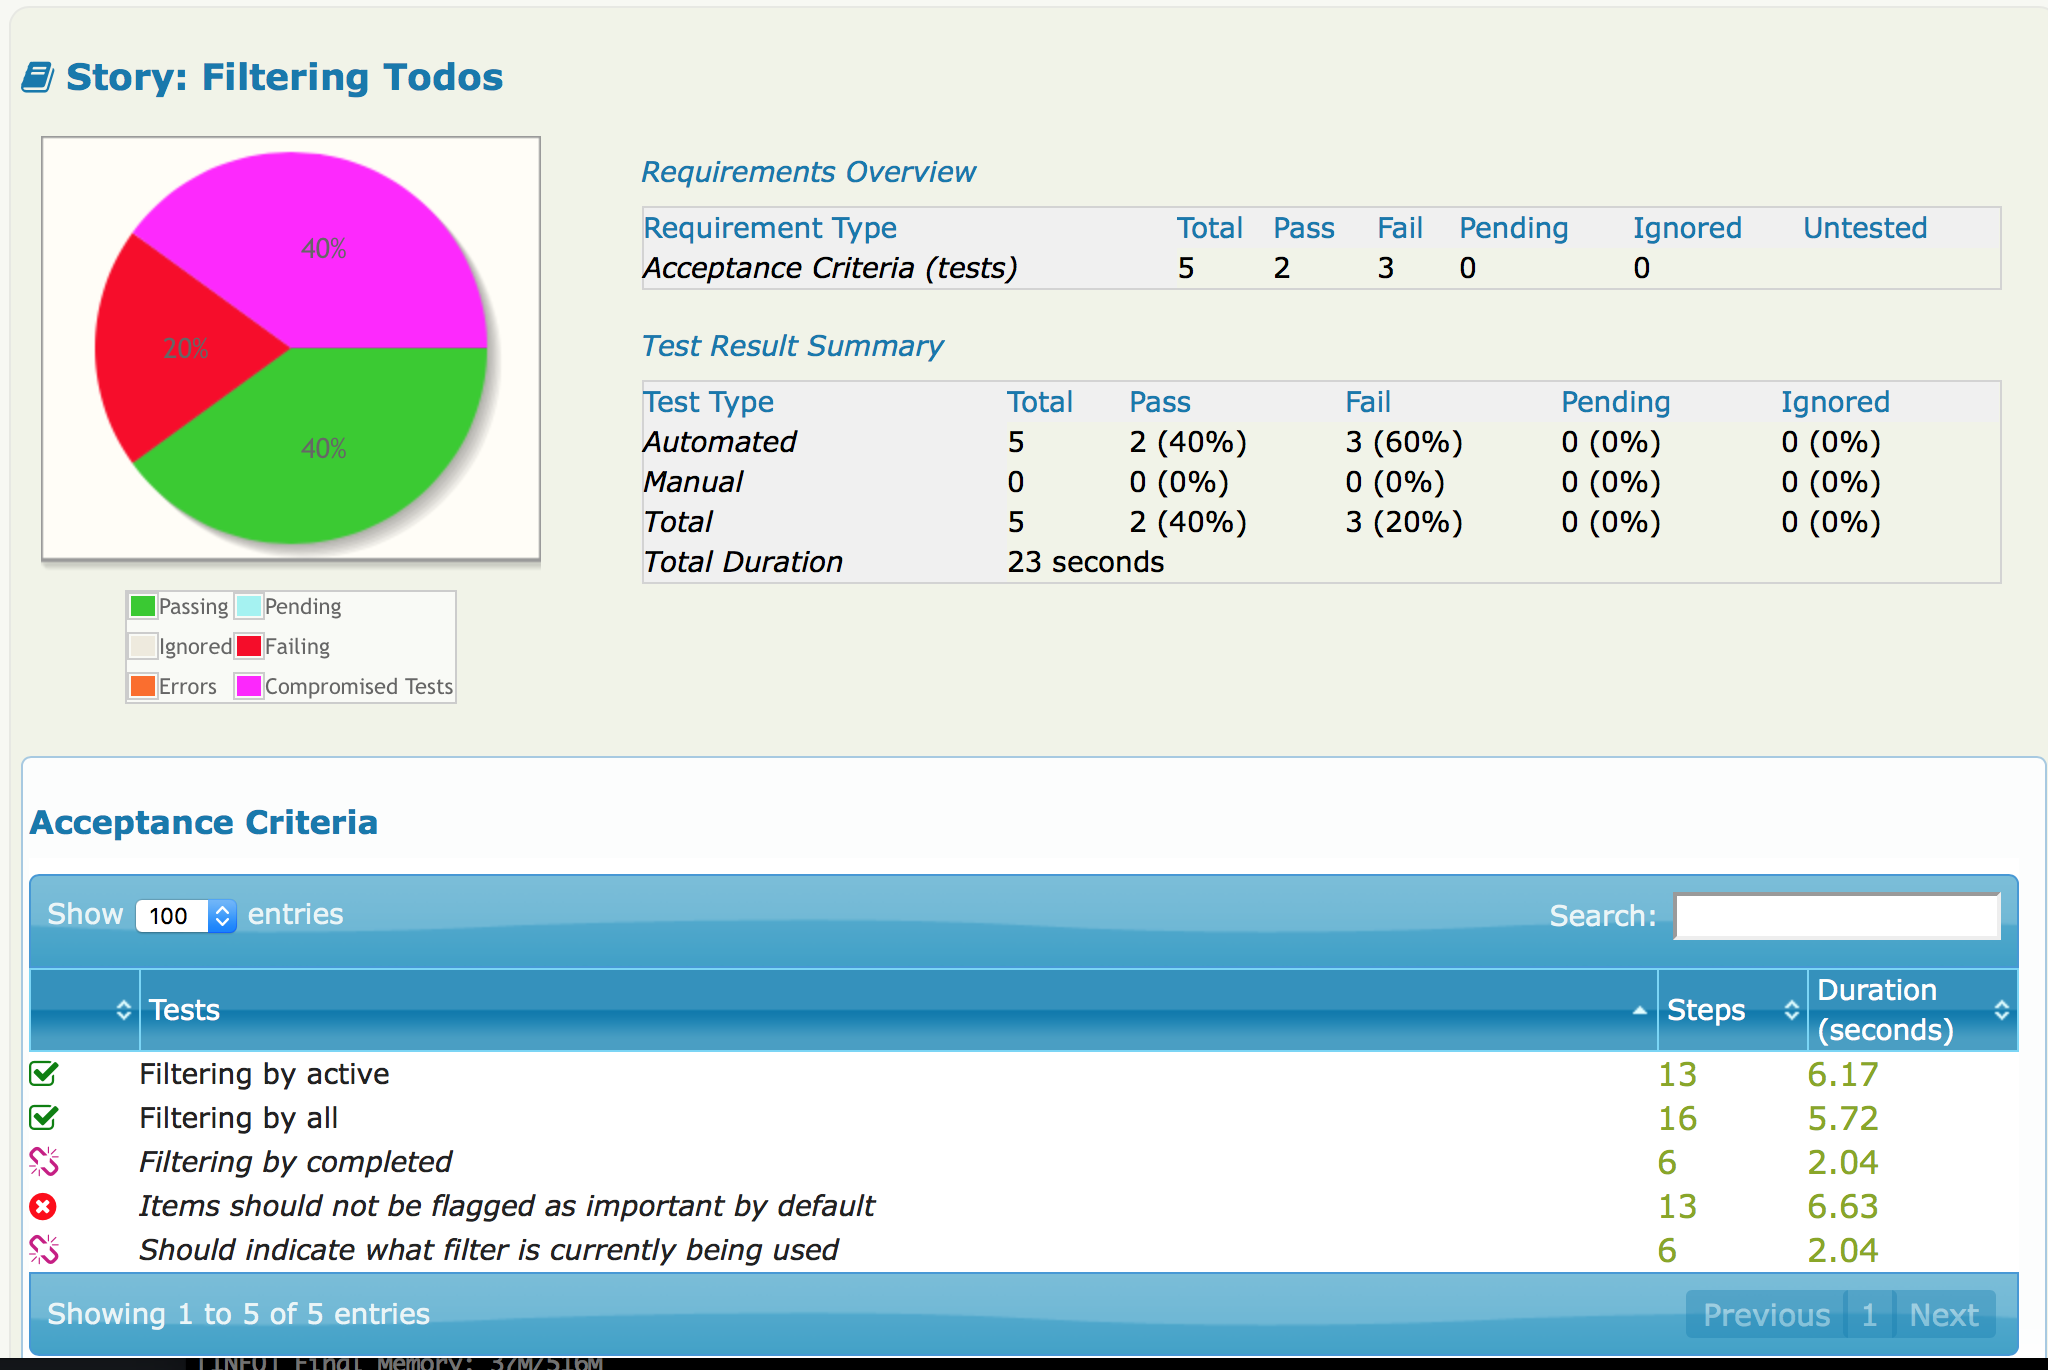 Story: Filtering Todos
40%
20%
40%
Passing Pending
Ignored Failing
Errors Compromised Tests
Requirements Overview
Requirement Type Total Pass Fail Pending Ignored Untested
Acceptance Criteria (tests) 5 2 3 0 0
Test Result Summary
Test Type Total Pass Fail Pending Ignored
Automated 5 2 (40%) 3 (60%) 0 (0%) 0 (0%)
Manual 0 0 (0%) 0 (0%) 0 (0%) 0 (0%)
Total 5 2 (40%) 3 (20%) 0 (0%) 0 (0%)
Total Duration 23 seconds
Acceptance Criteria
Show 100 entries Search:
Tests Steps Duration
(seconds)
Filtering by active 13 6.17
Filtering by all 16 5.72
Filtering by completed 6 2.04
Items should not be flagged as important by default 13 6.63
Should indicate what filter is currently being used 6 2.04
Showing 1 to 5 of 5 entries Previous 1 Next
[INFO] Final Memory: 37M/516M